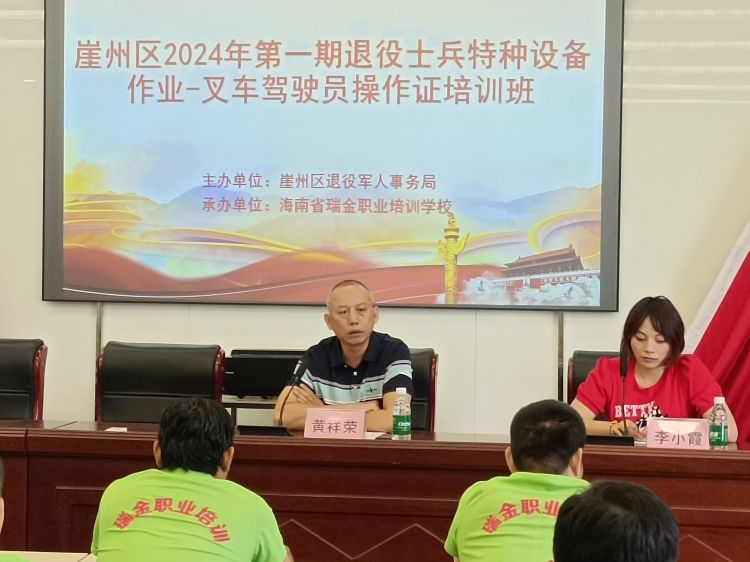 崖州区2024年第一期退役士兵特种设备
作业-叉车驾驶员操作证培训班
主办单位：崖州区退役军人事务局
承办单位：海南省瑞金职业培训学校
黄祥荣
BETTY
李小霞
瑞金职业培训
瑞金职业培训